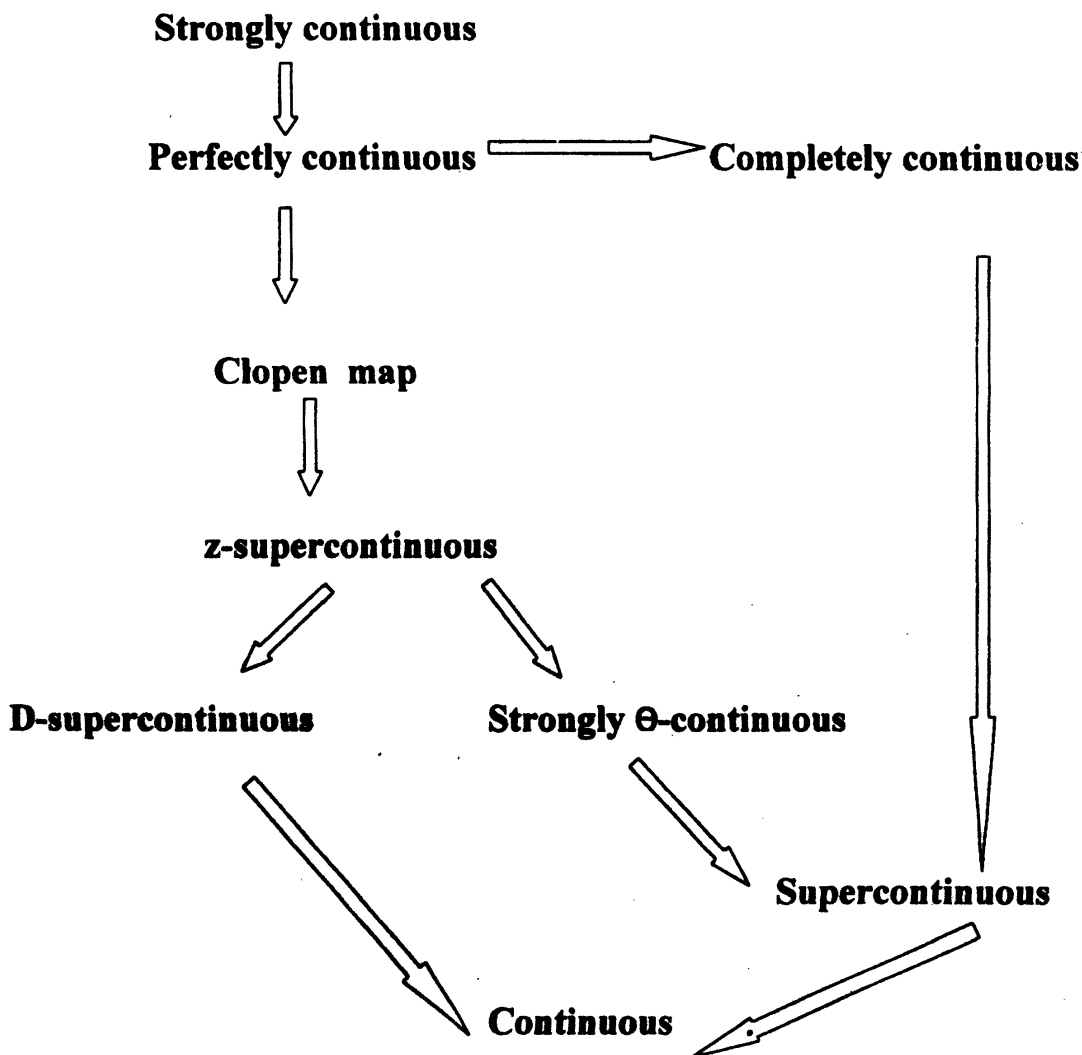 Strongly continuous
Perfectly continuous
Completely continuous
Clopen map
z-supercontinuous
D-supercontinuous
Strongly θ-continuous
Supercontinuous
Continuous